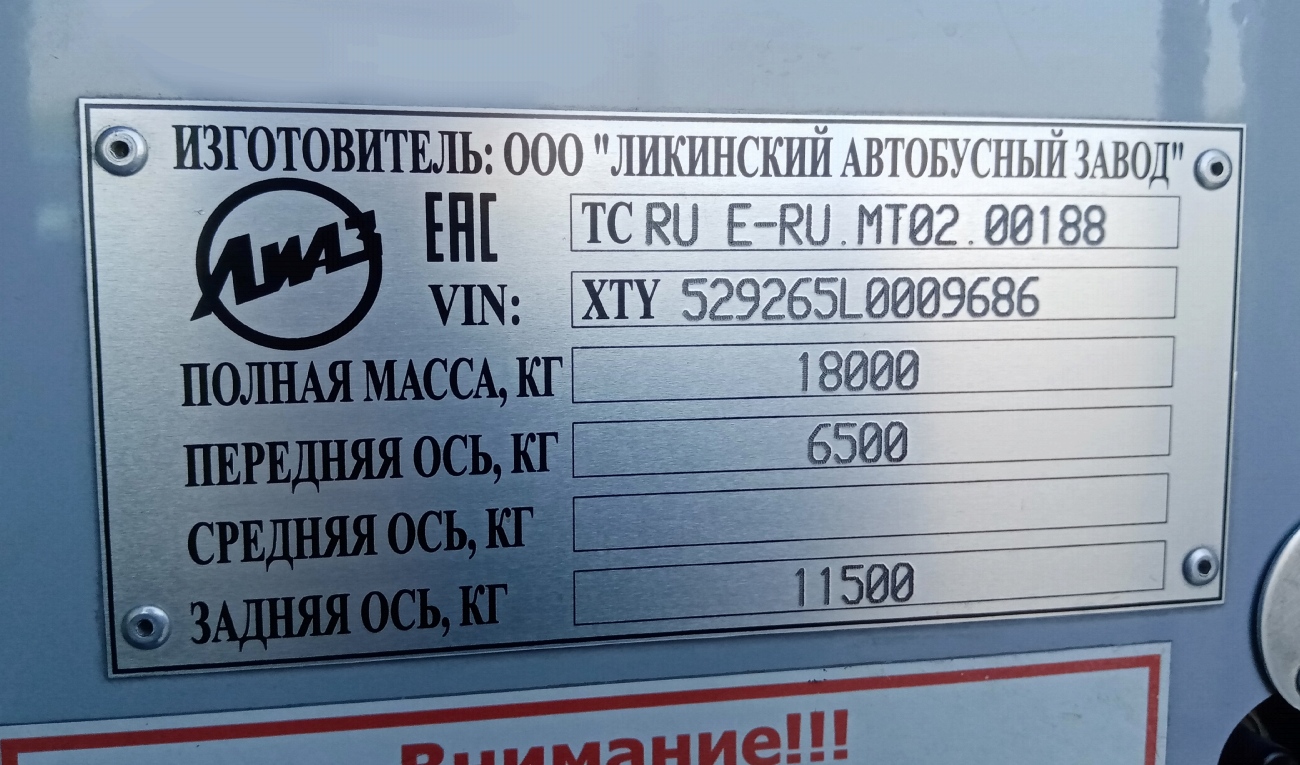 ИЗГОТОВИТЕЛЬ: ООО "ЛИКИНСКИЙ АВТОБУСНЫЙ ЗАВОД"
ЛИАЗ
EAC
ТС RU E-RU.MT02.00188
VIN: XTY 529265L0009686
ПОЛНАЯ МАССА, КГ 18000
ПЕРЕДНЯЯ ОСЬ, КГ 6500
СРЕДНЯЯ ОСЬ, КГ
ЗАДНЯЯ ОСЬ, КГ 11500
Внимание!!!